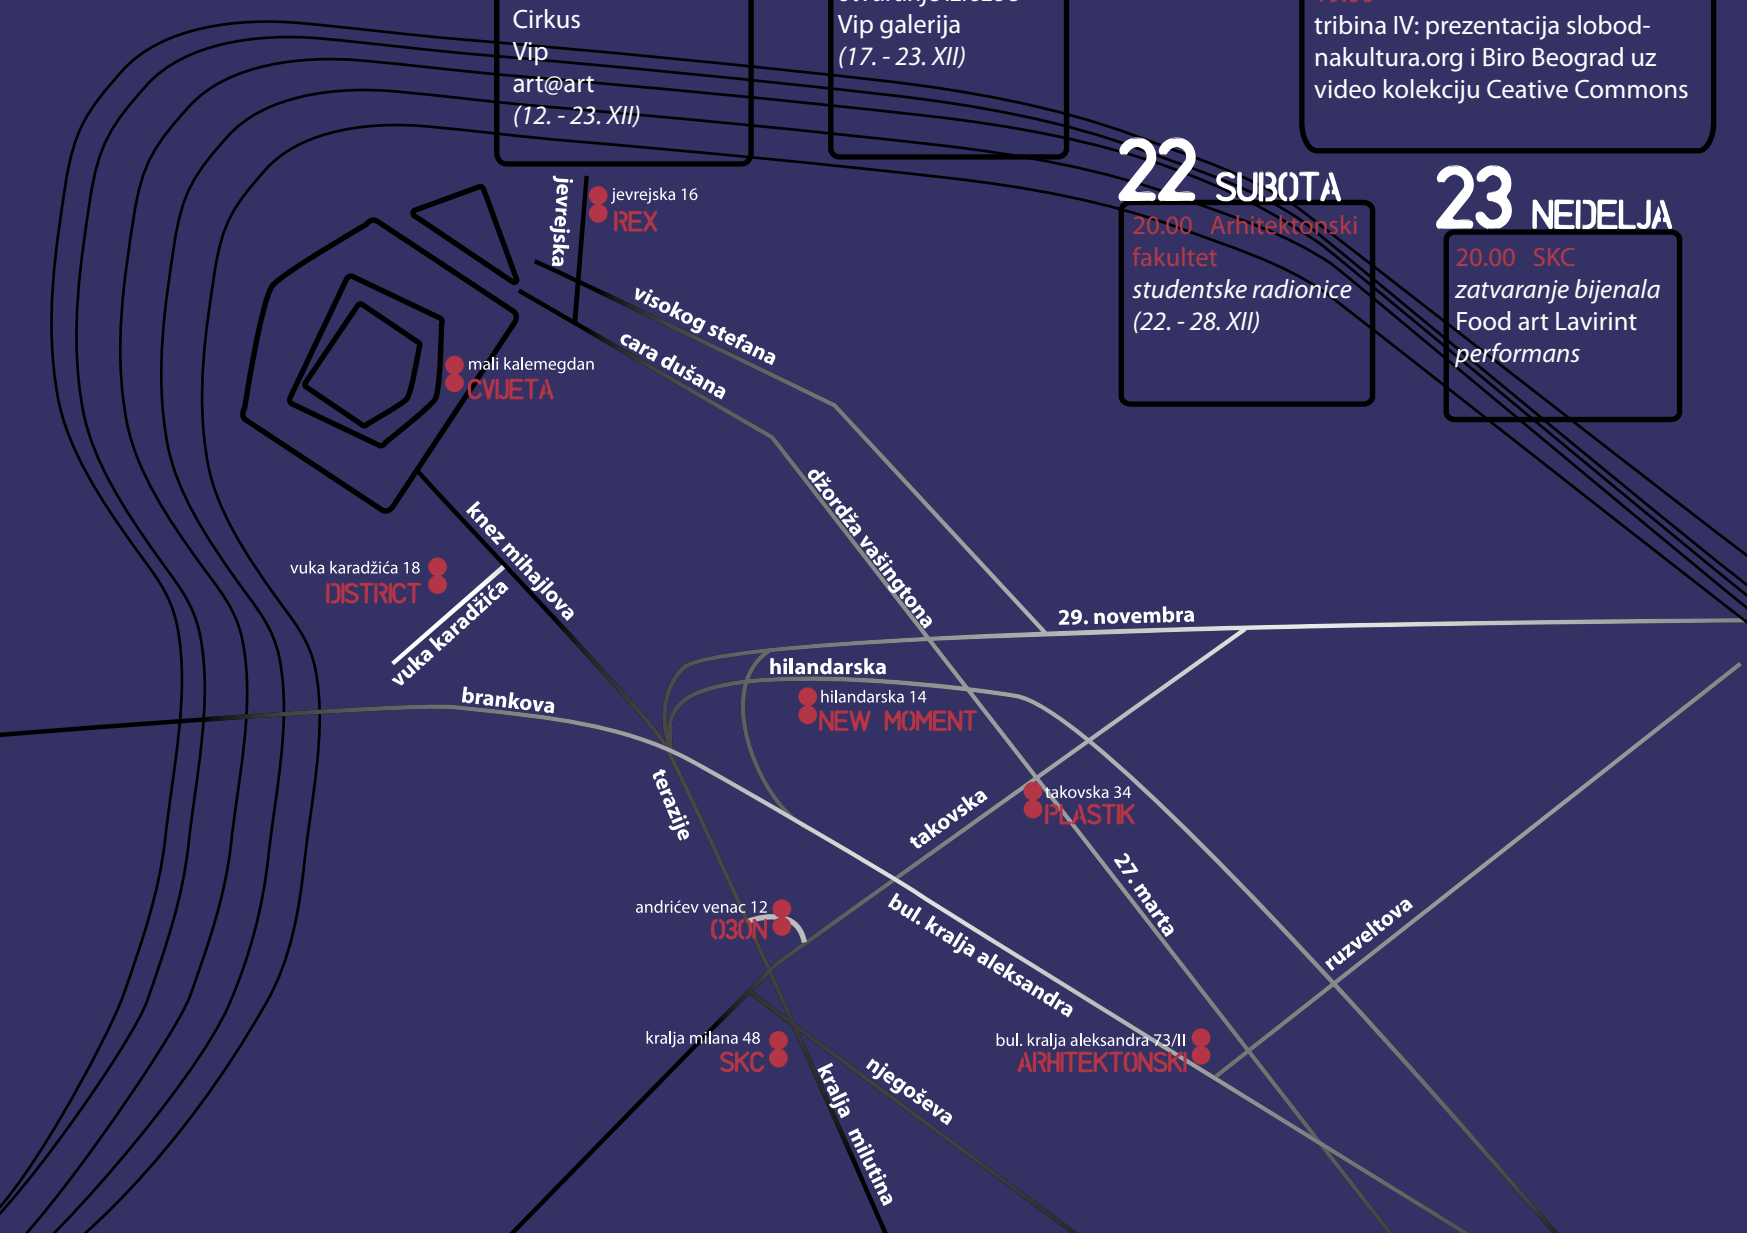 Cirkus
Vip
art@art
(12. - 23. XII)
Vip galerija
(17. - 23. XII)
tribina IV: prezentacija slobod-
nakultura.org i Biro Beograd uz
video kolekciju Ceative Commons
22 SUBOTA
20.00 Arhitektonski
fakultet
studentske radionice
(22. - 28. XII)
23 NEDELJA
20.00 SKC
zatvaranje bijenala
Food art Lavirint
performans
jevrejska
jevrejska 16
REX
visokog stefana
cara dušana
mali kalemegdan
CVIJETA
džordža vašingtona
knez mihajlova
vuka karadžića 18
DISTRICT
vuka karadžića
brankova
29. novembra
hilandarska
hilandarska 14
NEW MOMENT
terazije
takovska
takovska 34
PLASTIK
27. marta
andrićev venac 12
O3ON
bul. kralja aleksandra
ruzveltova
kralja milana 48
SKC
bul. kralja aleksandra 73/II
ARHITEKTONSKI
njegoševa
kralja milutina